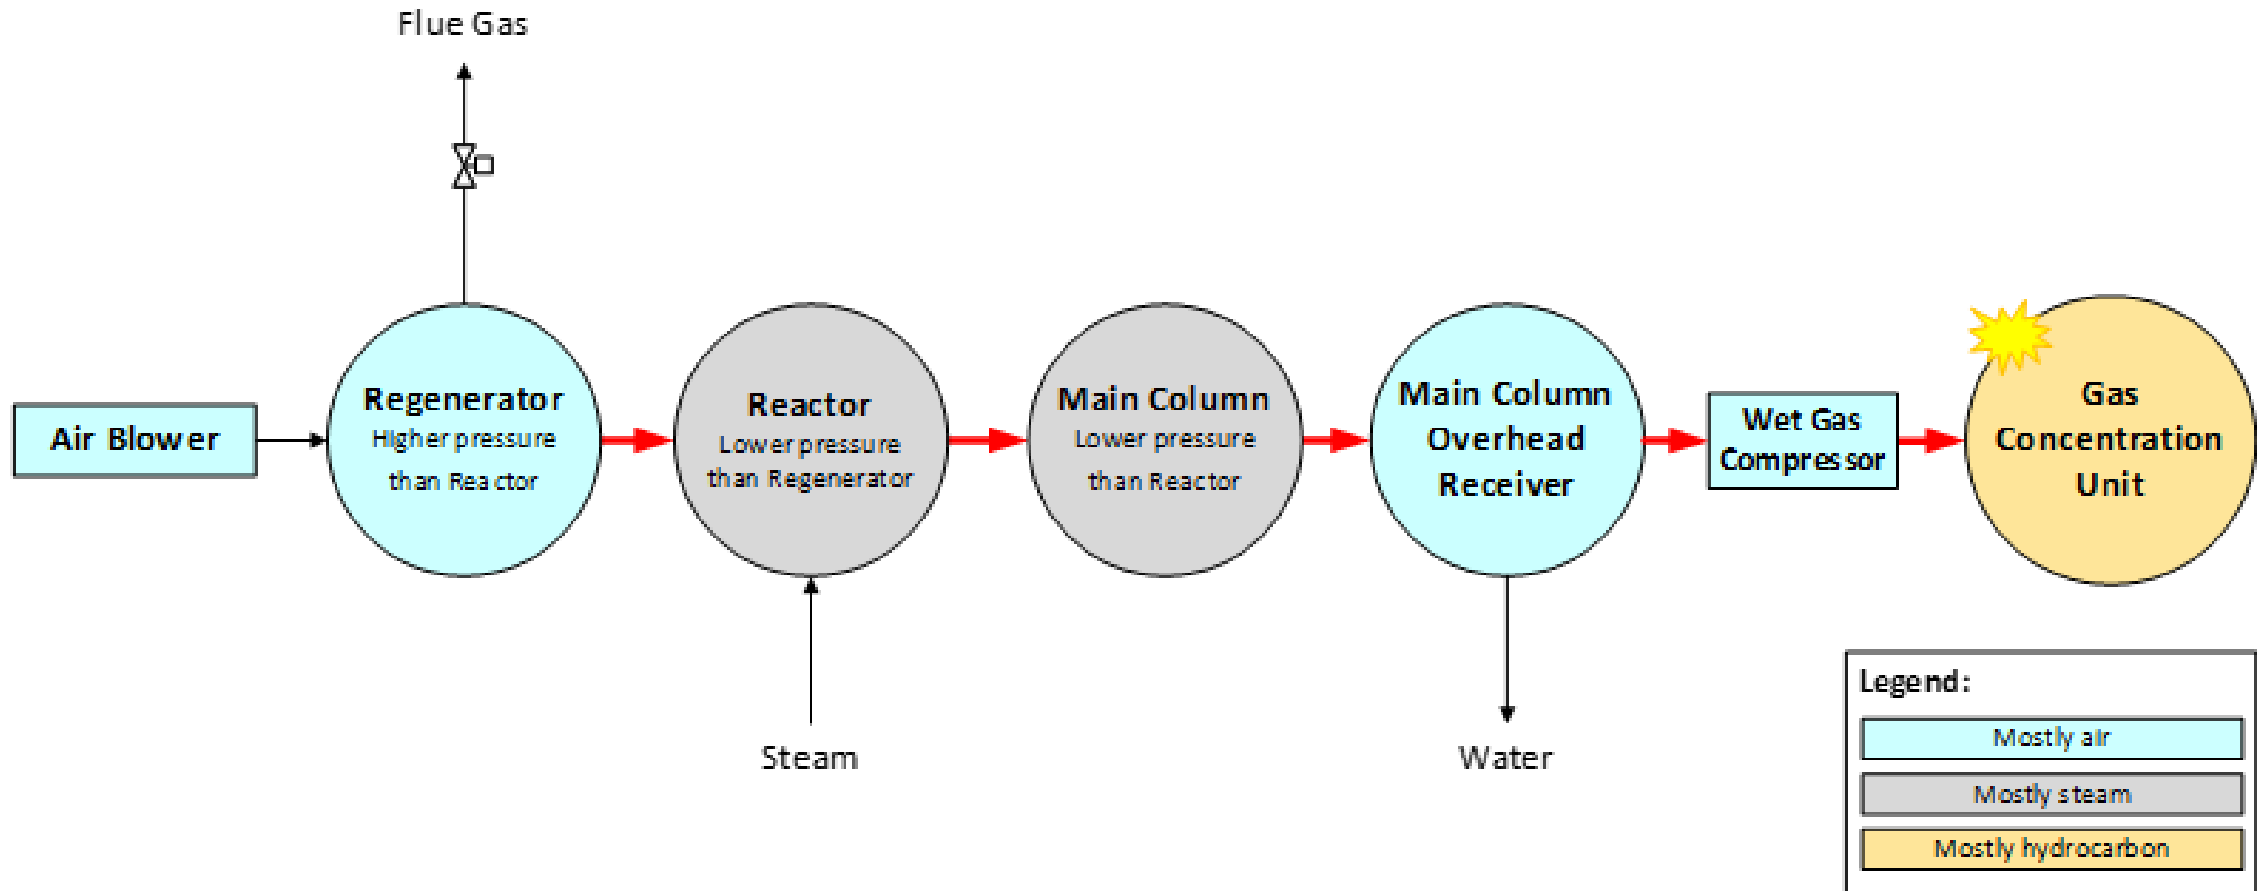 Flue Gas
Air Blower
Regenerator
Higher pressure
than Reactor
Reactor
Lower pressure
than Regenerator
Main Column
Lower pressure
than Reactor
Main Column
Overhead
Receiver
Wet Gas
Compressor
Gas
Concentration
Unit
Steam
Water
Legend:
Mostly air
Mostly steam
Mostly hydrocarbon